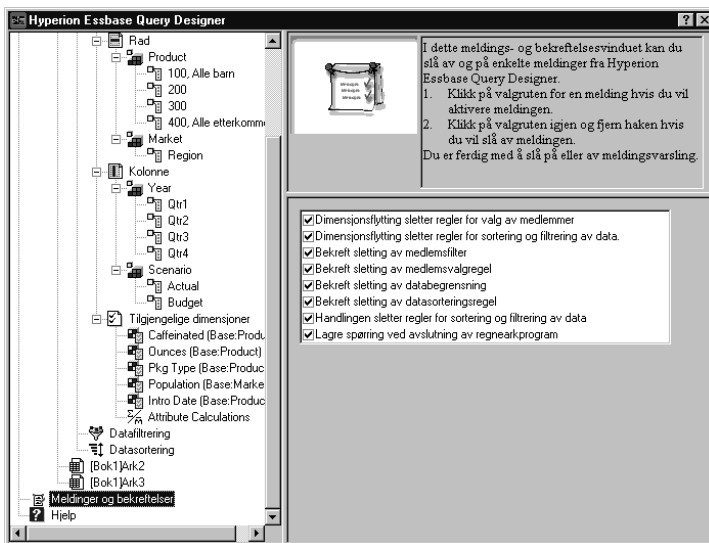 Hyperion Essbase Query Designer
Rad
Product
100, Alle barn
200
300
400, Alle etterkomme
Market
Region
Kolonne
Year
Qtr1
Qtr2
Qtr3
Qtr4
Scenario
Actual
Budget
Tilgjengelige dimensjoner
Caffeinated (Base:Produ
Ounces (Base:Product)
Pkg Type (Base:Produc
Population (Base:Marke
Intro Date (Base:Produc
Attribute Calculations
Datafiltrering
Datasortering
[Bok1]Ark2
[Bok1]Ark3
Meldinger og bekreftelser
Hjelp
I dette meldings- og bekreftelsesvinduet kan du
slå av og på enkelte meldinger fra Hyperion
Essbase Query Designer.
1. Klikk på valgruten for en melding hvis du vil
aktivere meldingen.
2. Klikk på valgruten igjen og fjern haken hvis
du vil slå av meldingen.
Du er ferdig med å slå på eller av meldingsvarsling.
Dimensjonsflytting sletter regler for valg av medlemmer
Dimensjonsflytting sletter regler for sortering og filtrering av data.
Bekreft sletting av medlemsfilter
Bekreft sletting av medlemsvalgregel
Bekreft sletting av databegrensning
Bekreft sletting av datasorteringsregel
Handlingen sletter regler for sortering og filtrering av data
Lagre spørring ved avslutning av regnearkprogram